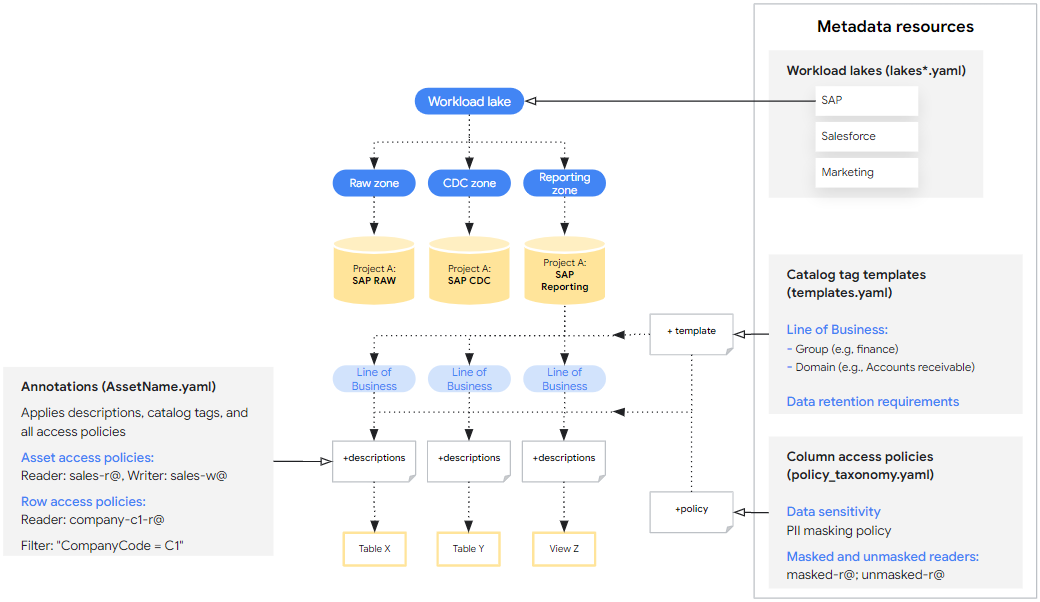 Metadata resources
Workload lakes (lakes*.yaml)
SAP
Salesforce
Marketing
Workload lake
Raw zone
CDC zone
Reporting
zone
Project A:
SAP RAW
Project A:
SAP CDC
Project A:
SAP
Reporting
Catalog tag templates
(templates.yaml)
Line of Business:
- Group (e.g, finance)
- Domain (e.g., Accounts receivable)
Data retention requirements
+ template
Line of
Business
Line of
Business
Line of
Business
Annotations (AssetName.yaml)
Applies descriptions, catalog tags, and
all access policies
Asset access policies:
Reader: sales-r@, Writer: sales-w@
Row access policies:
Reader: company-c1-r@
Filter: "CompanyCode = C1"
+descriptions
+descriptions
+descriptions
Column access policies
(policy_taxonomy.yaml)
Data sensitivity
PII masking policy
Masked and unmasked readers:
masked-r@; unmasked-r@
+policy
Table X
Table Y
View Z